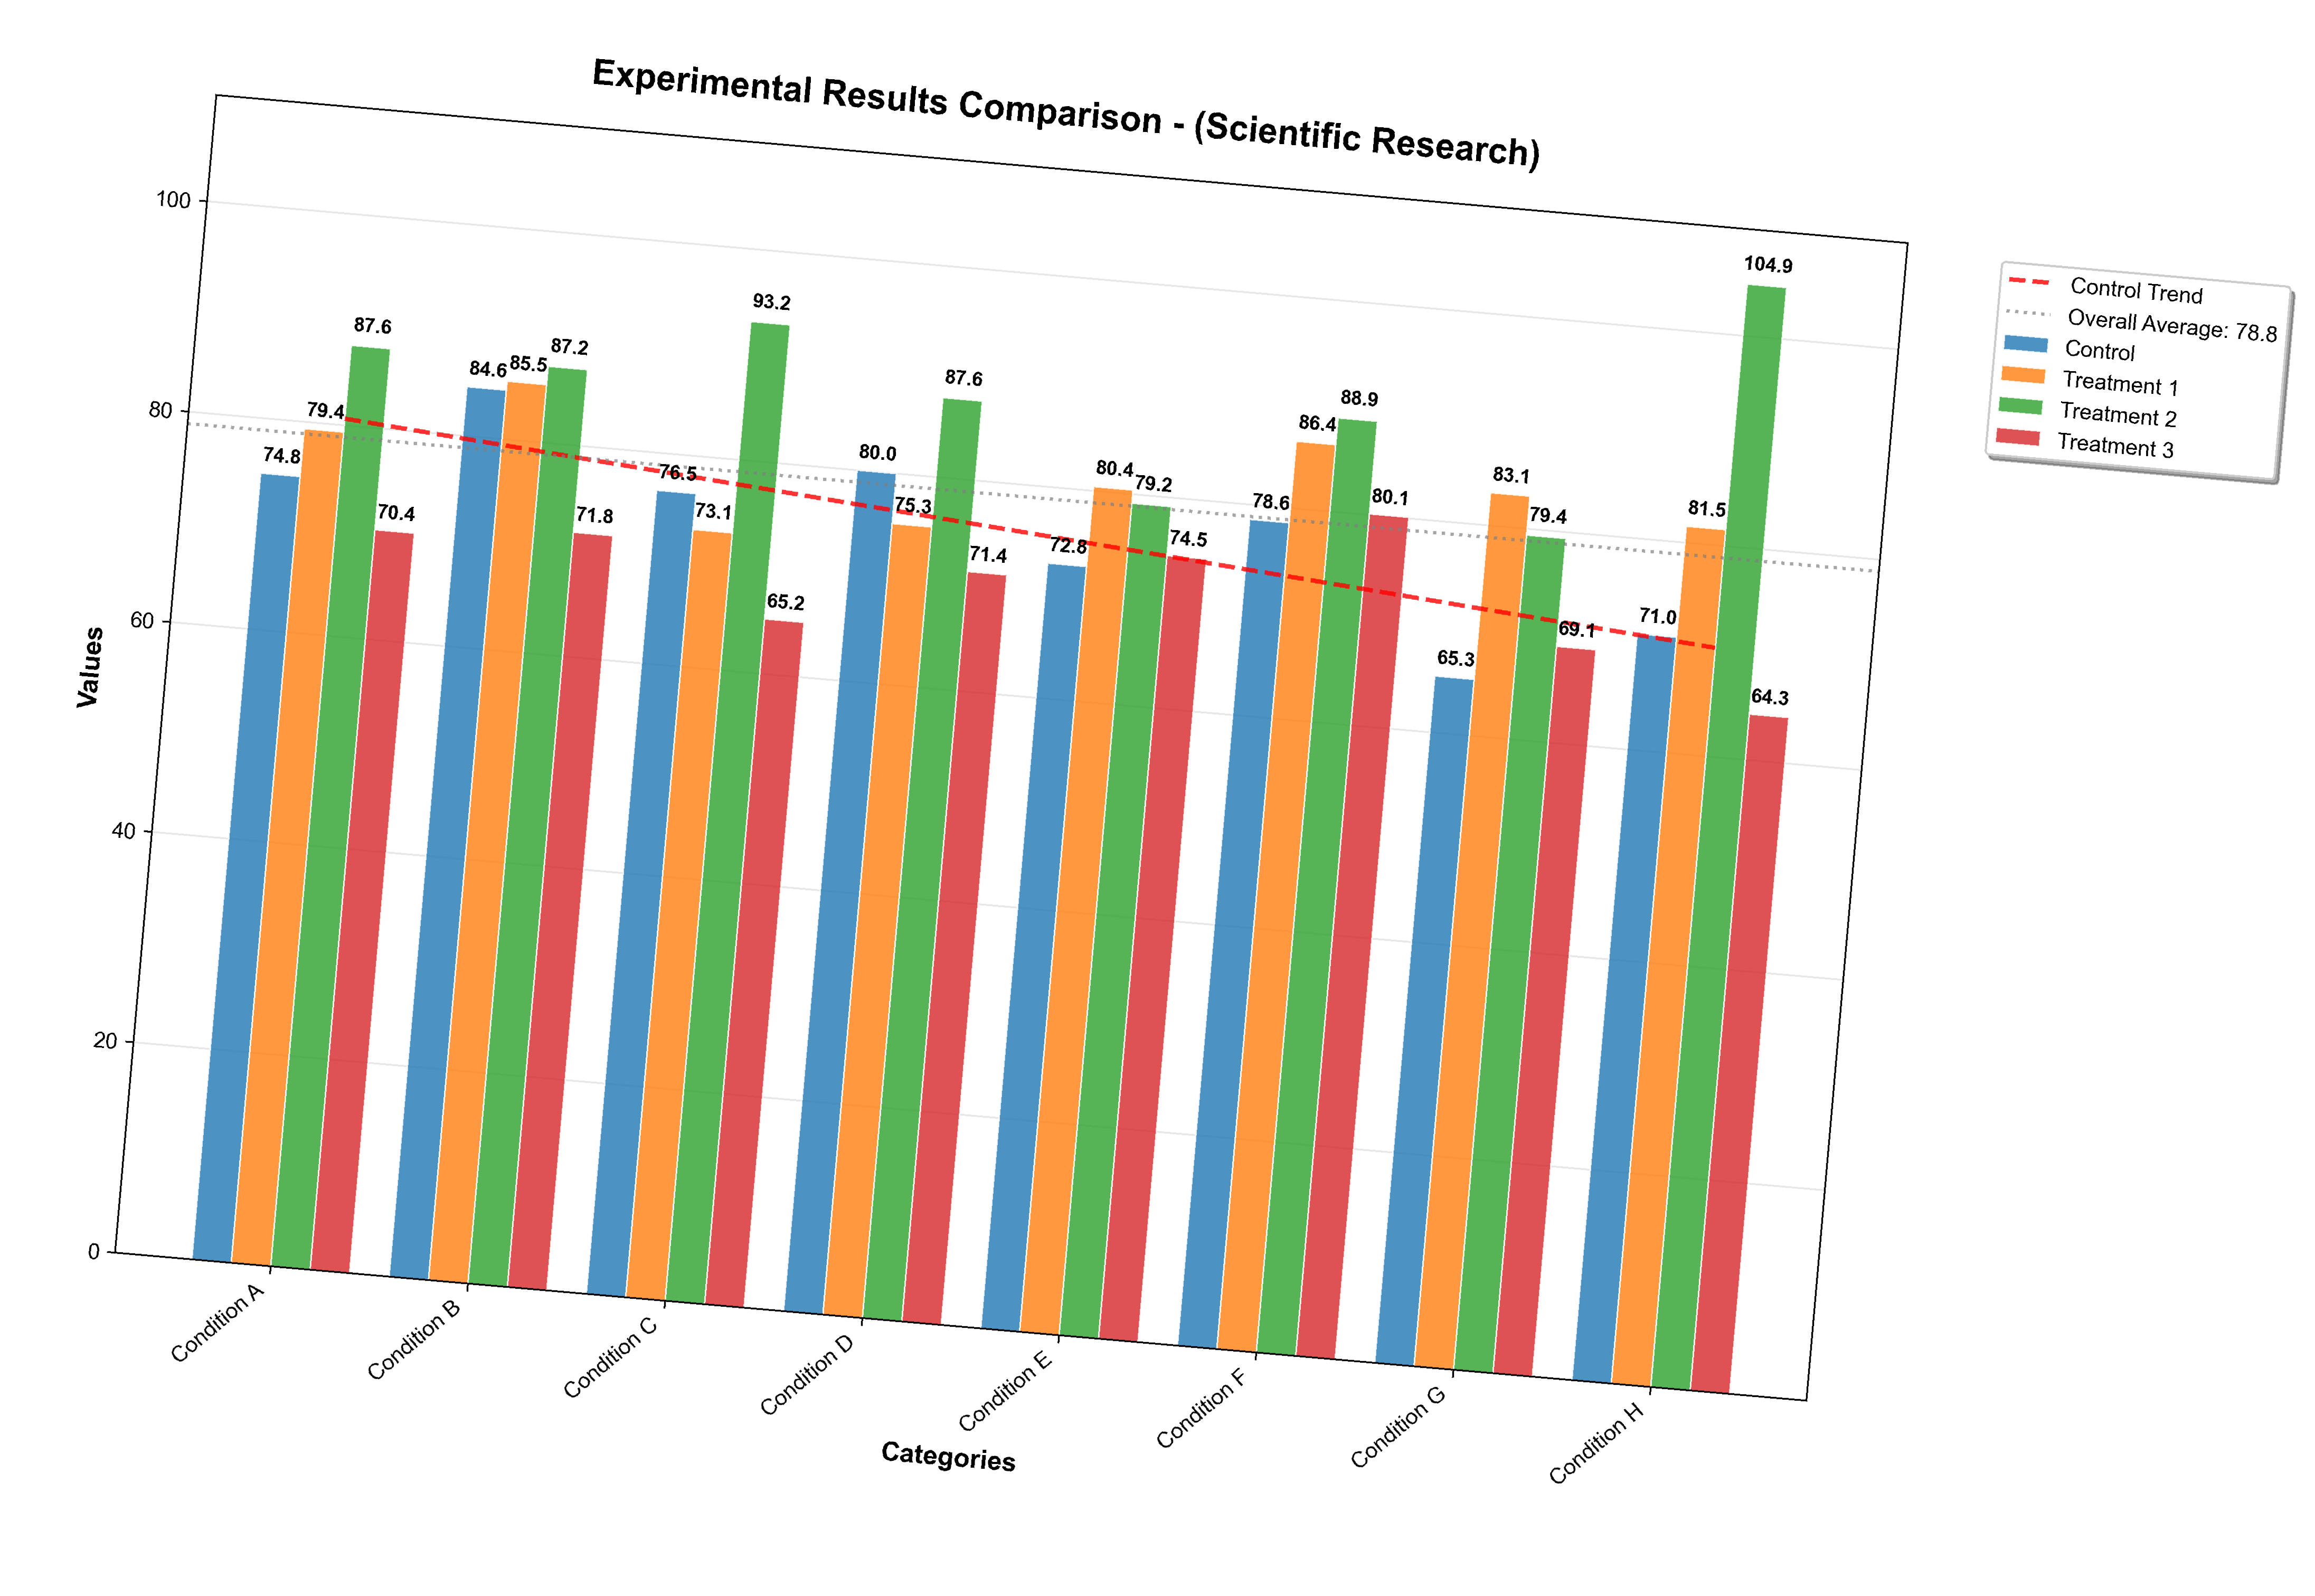 Experimental Results Comparison - (Scientific Research)
Values
100
80
60
40
20
0
74.8
79.4
87.6
70.4
84.6
85.5
87.2
71.8
76.5
73.1
93.2
65.2
80.0
75.3
87.6
71.4
72.8
80.4
79.2
74.5
78.6
86.4
88.9
80.1
65.3
83.1
79.4
69.1
71.0
81.5
104.9
64.3
Condition A
Condition B
Condition C
Condition D
Condition E
Condition F
Condition G
Condition H
Categories
Control Trend
Overall Average: 78.8
Control
Treatment 1
Treatment 2
Treatment 3